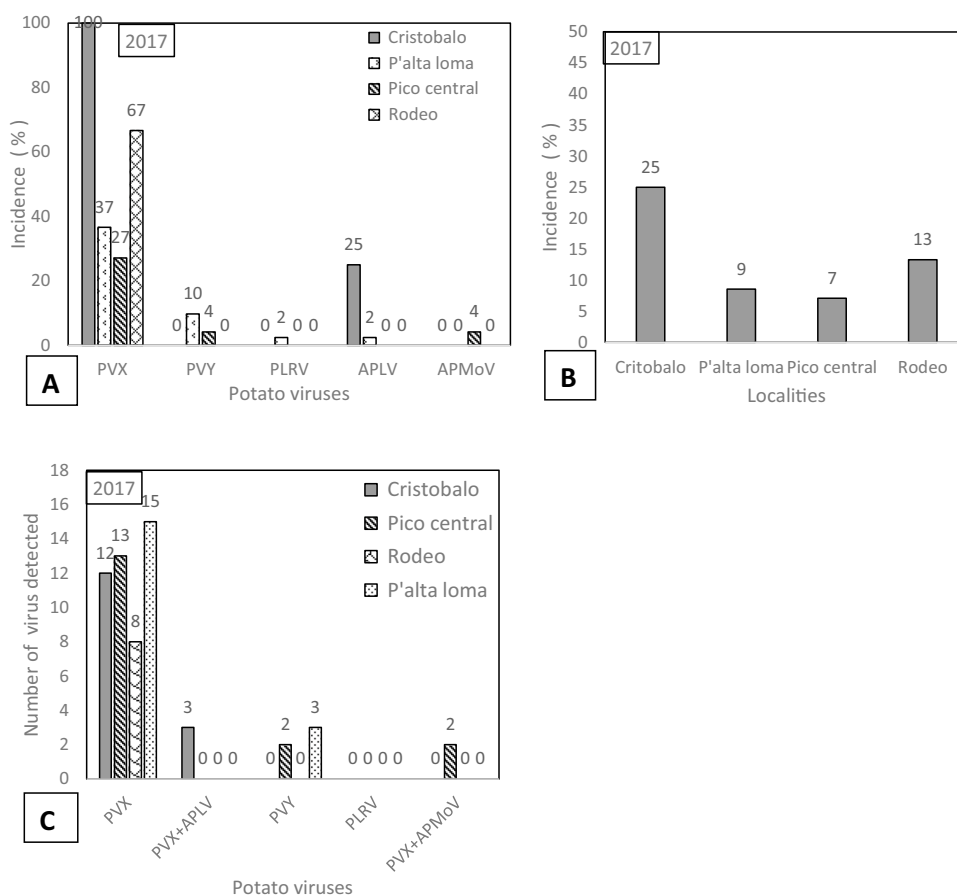 100
80
60
40
20
0
Incidence ( % )
2017
Cristobalo
P'alta loma
Pico central
Rodeo
100
37
27
67
0
10
4
0
0
2
0 0
25
2
0 0
0 0
4
0
PVX PVY PLRV APLV APMoV
Potato viruses
A
50
45
40
35
30
25
20
15
10
5
0
Incidence ( % )
2017
25
9
7
13
Critobalo P'alta loma Pico central Rodeo
Localities
B
18
16
14
12
10
8
6
4
2
0
Number of virus detected
2017
Cristobalo
Pico central
Rodeo
P'alta loma
12
13
8
15
3
0 0 0
0
2
0
3
0 0 0 0
0
2
0 0
PVX
PVX+APLV
PVY
PLRV
PVX+APMoV
Potato viruses
C